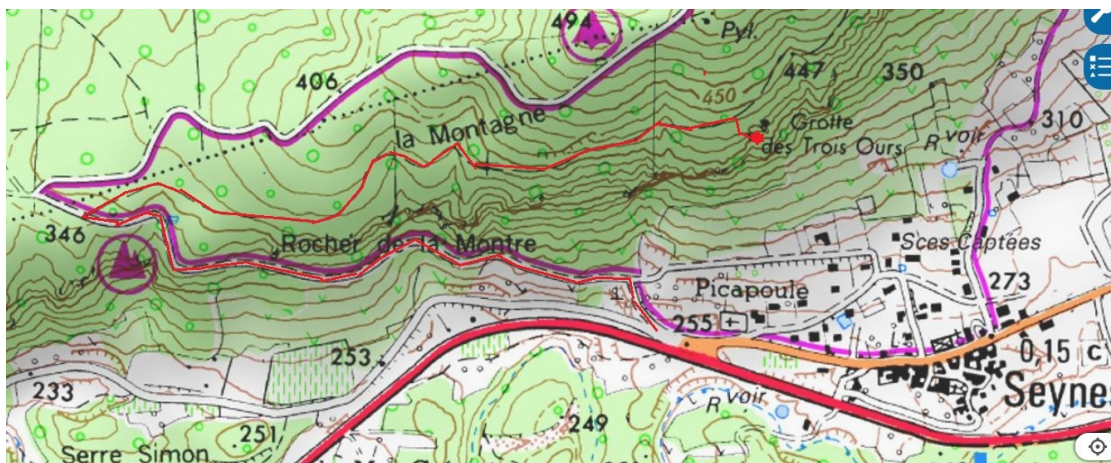 494
Pyl.
406
447
350
450
la Montagne
Grotte
des Trois Ours
R voir
310
346
Rocher de la Montre
Sces Captées
Picapoule
273
255
0,15 c
253
233
Seynes
R voir
249
251
Serre Simon